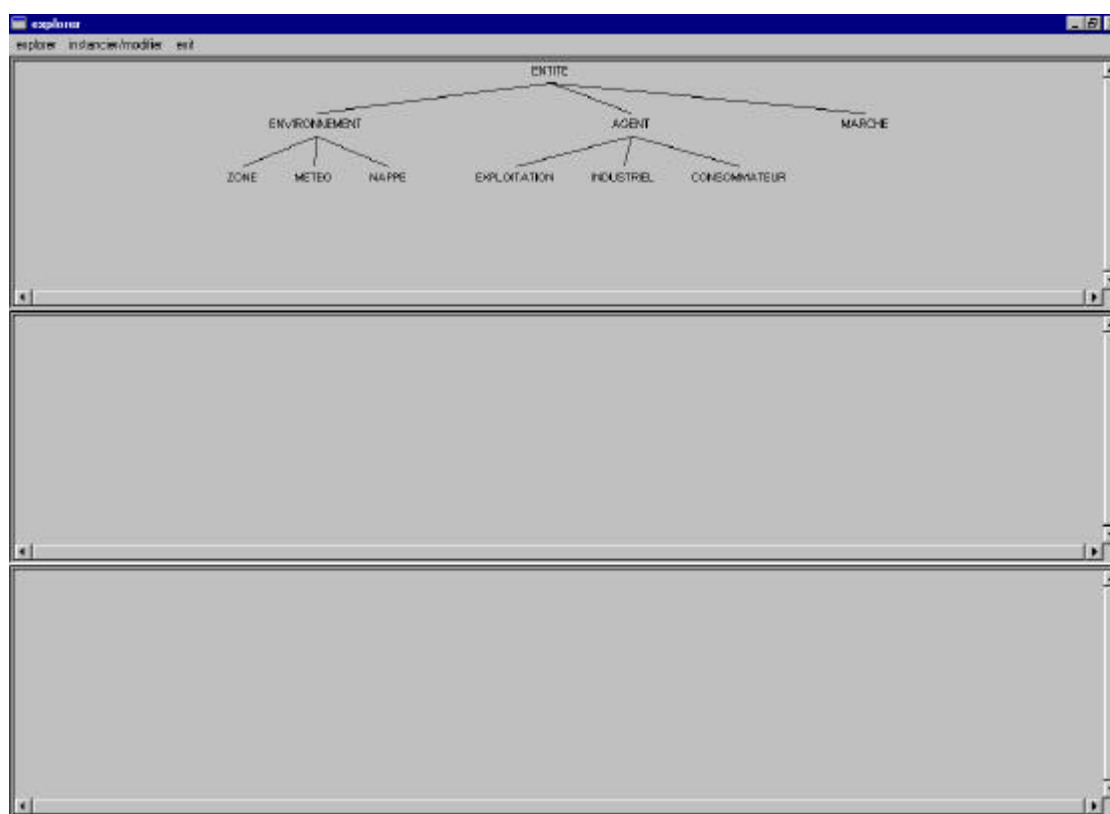 explorer
explorer instancier/modifier exit
ENTITE
ENVIRONNEMENT AGENT MARCHE
ZONE METEO NAPPE EXPLOITATION INDUSTRIEL CONSOMMATEUR